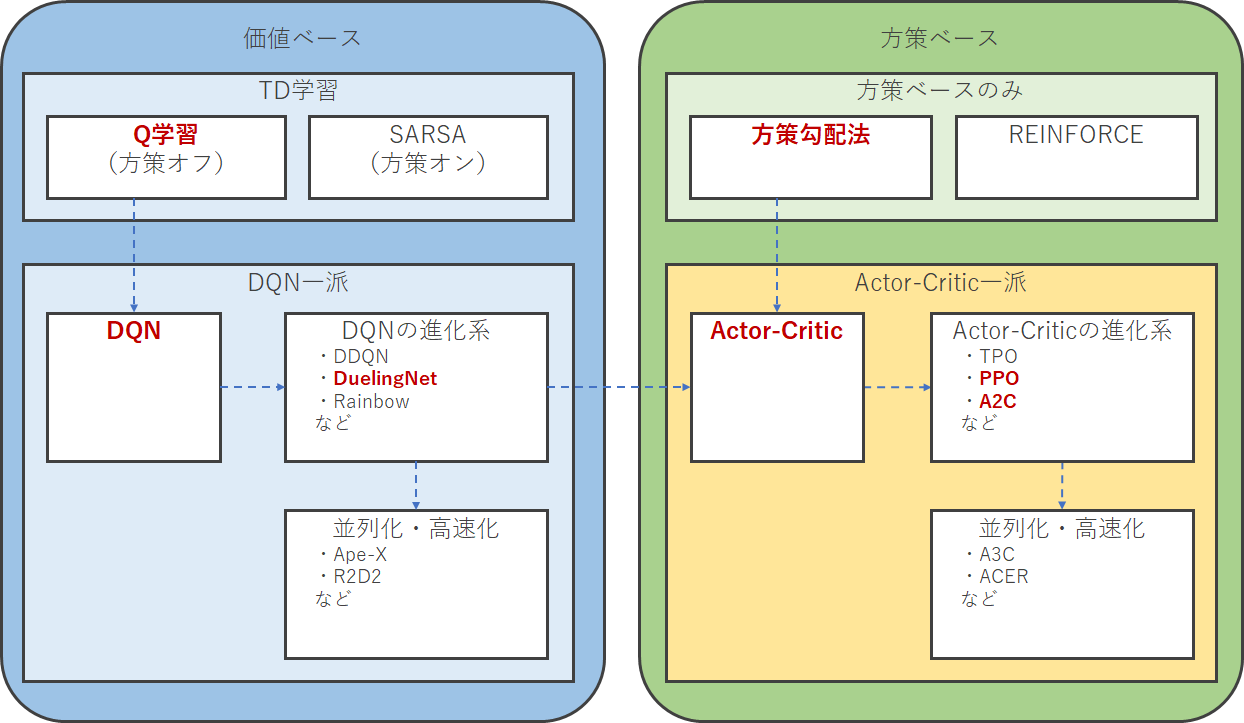 価値ベース
TD学習
Q学習
（方策オフ）
SARSA
（方策オン）
DQN一派
DQN
DQNの進化系
・DDQN
・DuelingNet
・Rainbow
など
並列化・高速化
・Ape-X
・R2D2
など
方策ベース
方策ベースのみ
方策勾配法
REINFORCE
Actor-Critic一派
Actor-Critic
Actor-Criticの進化系
・TPO
・PPO
・A2C
など
並列化・高速化
・A3C
・ACER
など